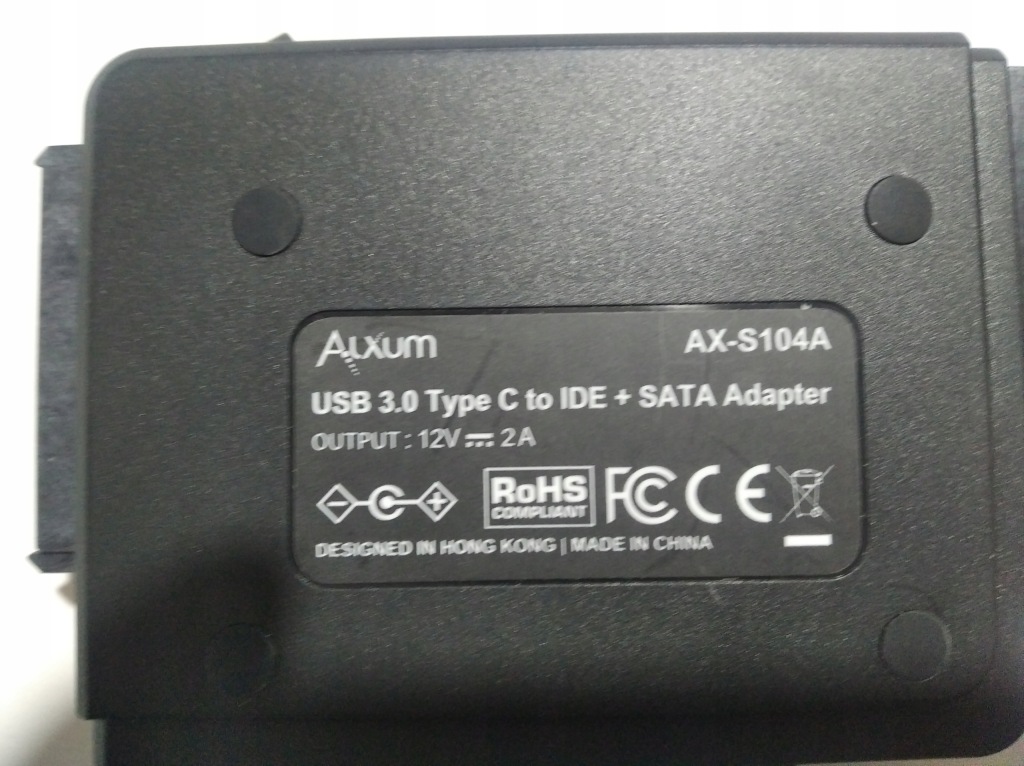 Alxum AX-S104A
USB 3.0 Type C to IDE + SATA Adapter
OUTPUT : 12V ⎓ 2A
RoHS COMPLIANT FC CE
DESIGNED IN HONG KONG | MADE IN CHINA